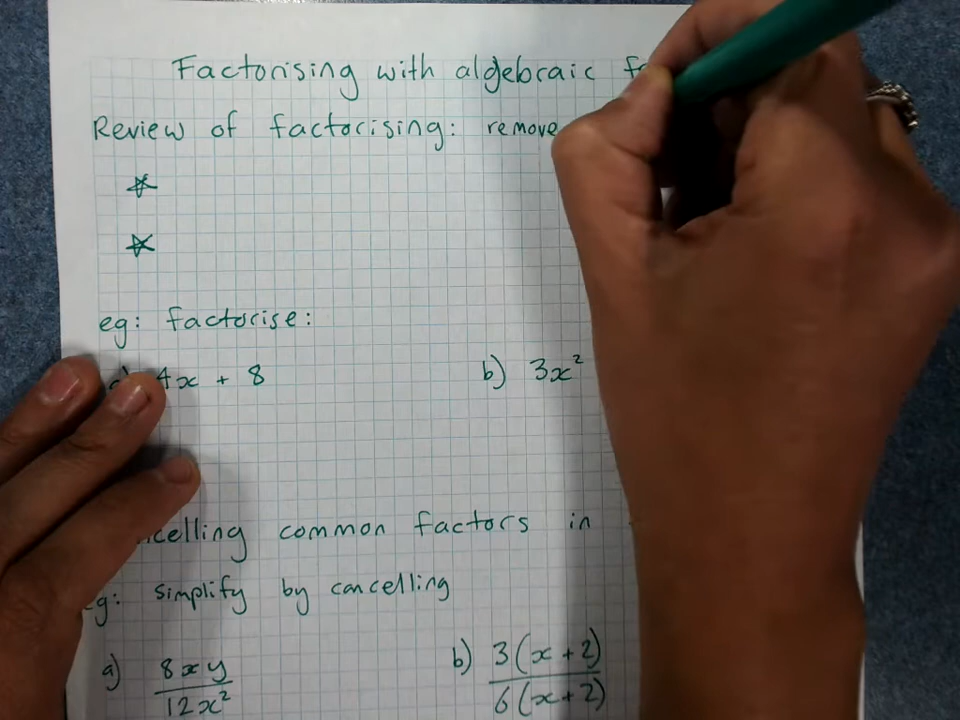 Factorising with algebraic
Review of factorising: remove
eg: factorise:
a) 4x + 8
b) 3x²
common factors in
eg: simplify by cancelling
a) 8xy / 12x²
b) 3(x+2) / 6(x+2)